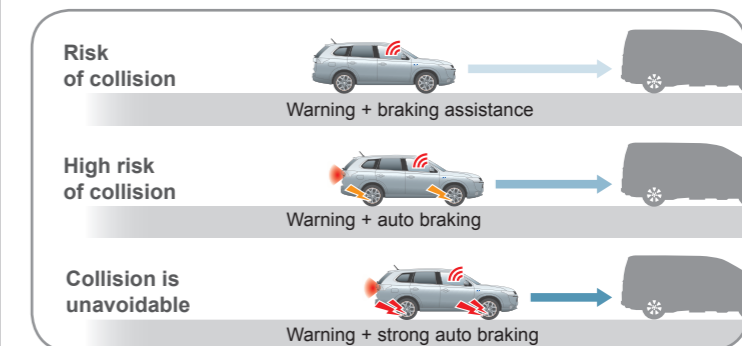 Risk
of collision
Warning + braking assistance
High risk
of collision
Warning + auto braking
Collision is
unavoidable
Warning + strong auto braking